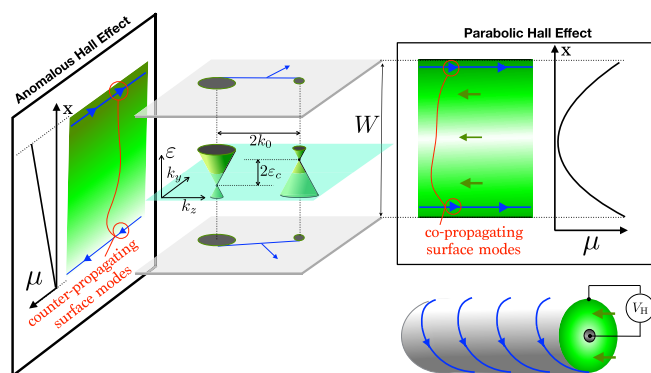 Anomalous Hall Effect
x
μ
counter-propagating
surface modes
ε
k_y
k_z
2k_0
2ε_c
W
Parabolic Hall Effect
x
co-propagating
surface modes
μ
V_H